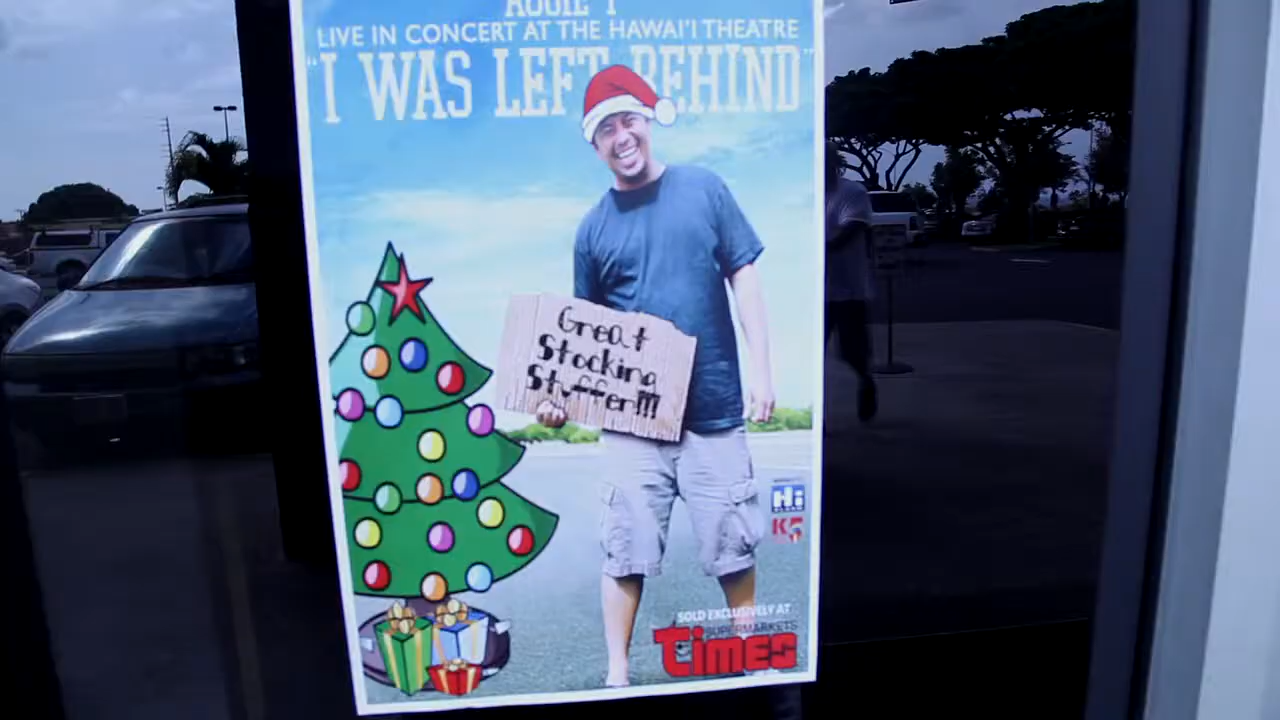 AUGIE T
LIVE IN CONCERT AT THE HAWAI'I THEATRE
"I WAS LEFT BEHIND"
Great
Stocking
Stuffer!!!
Hi
K5
SOLD EXCLUSIVELY AT
SUPERMARKETS
Times